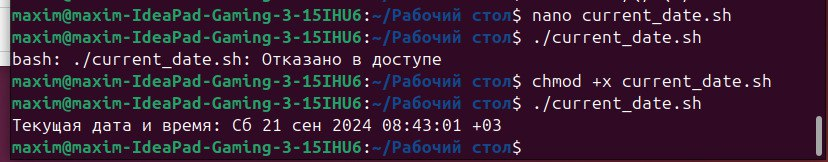 maxim@maxim-IdeaPad-Gaming-3-15IHU6:~/Рабочий стол$ nano current_date.sh
maxim@maxim-IdeaPad-Gaming-3-15IHU6:~/Рабочий стол$ ./current_date.sh
bash: ./current_date.sh: Отказано в доступе
maxim@maxim-IdeaPad-Gaming-3-15IHU6:~/Рабочий стол$ chmod +x current_date.sh
maxim@maxim-IdeaPad-Gaming-3-15IHU6:~/Рабочий стол$ ./current_date.sh
Текущая дата и время: Сб 21 сен 2024 08:43:01 +03
maxim@maxim-IdeaPad-Gaming-3-15IHU6:~/Рабочий стол$